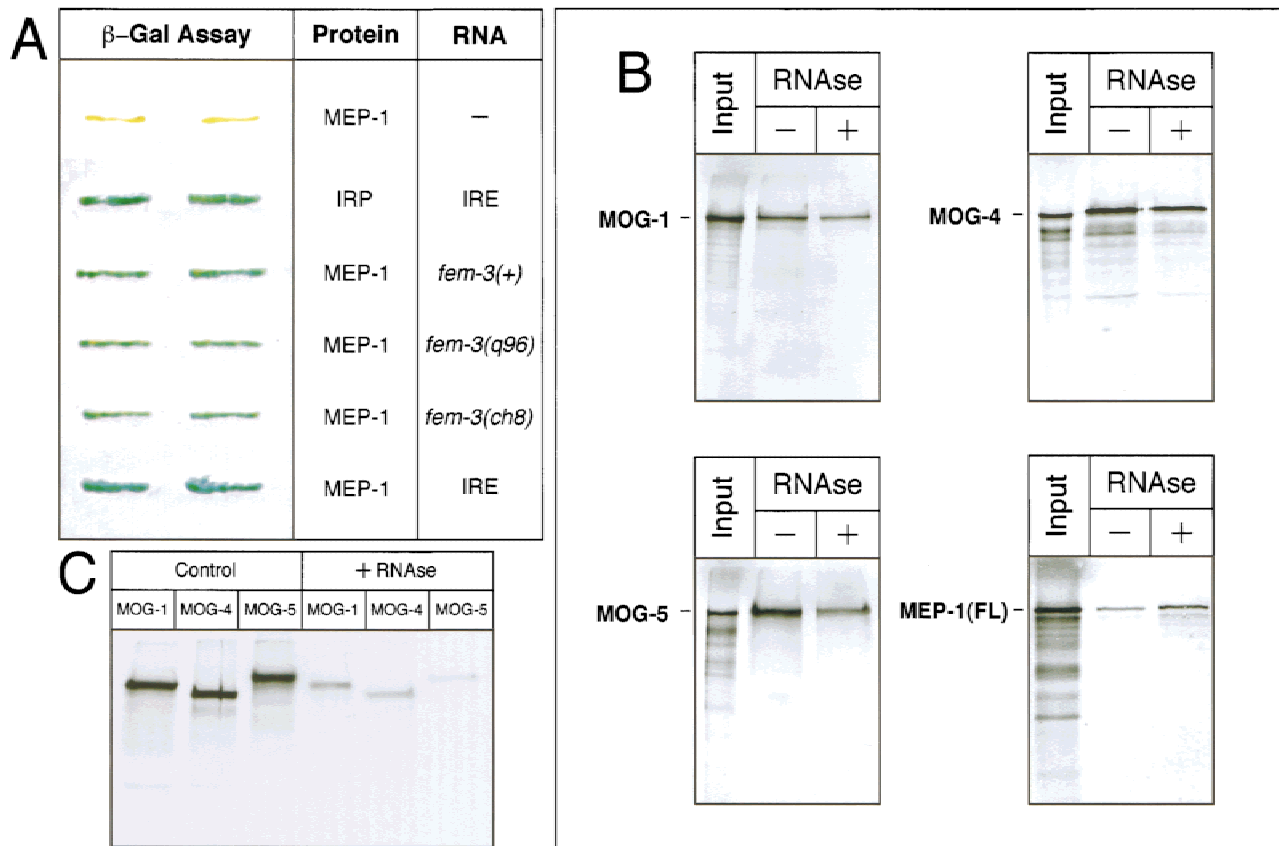 A
β–Gal Assay Protein RNA
MEP-1 –
IRP IRE
MEP-1 fem-3(+)
MEP-1 fem-3(q96)
MEP-1 fem-3(ch8)
MEP-1 IRE
B
Input RNAse
– +
MOG-1 –
Input RNAse
– +
MOG-4 –
Input RNAse
– +
MOG-5 –
Input RNAse
– +
MEP-1(FL) –
C
Control + RNAse
MOG-1 MOG-4 MOG-5 MOG-1 MOG-4 MOG-5